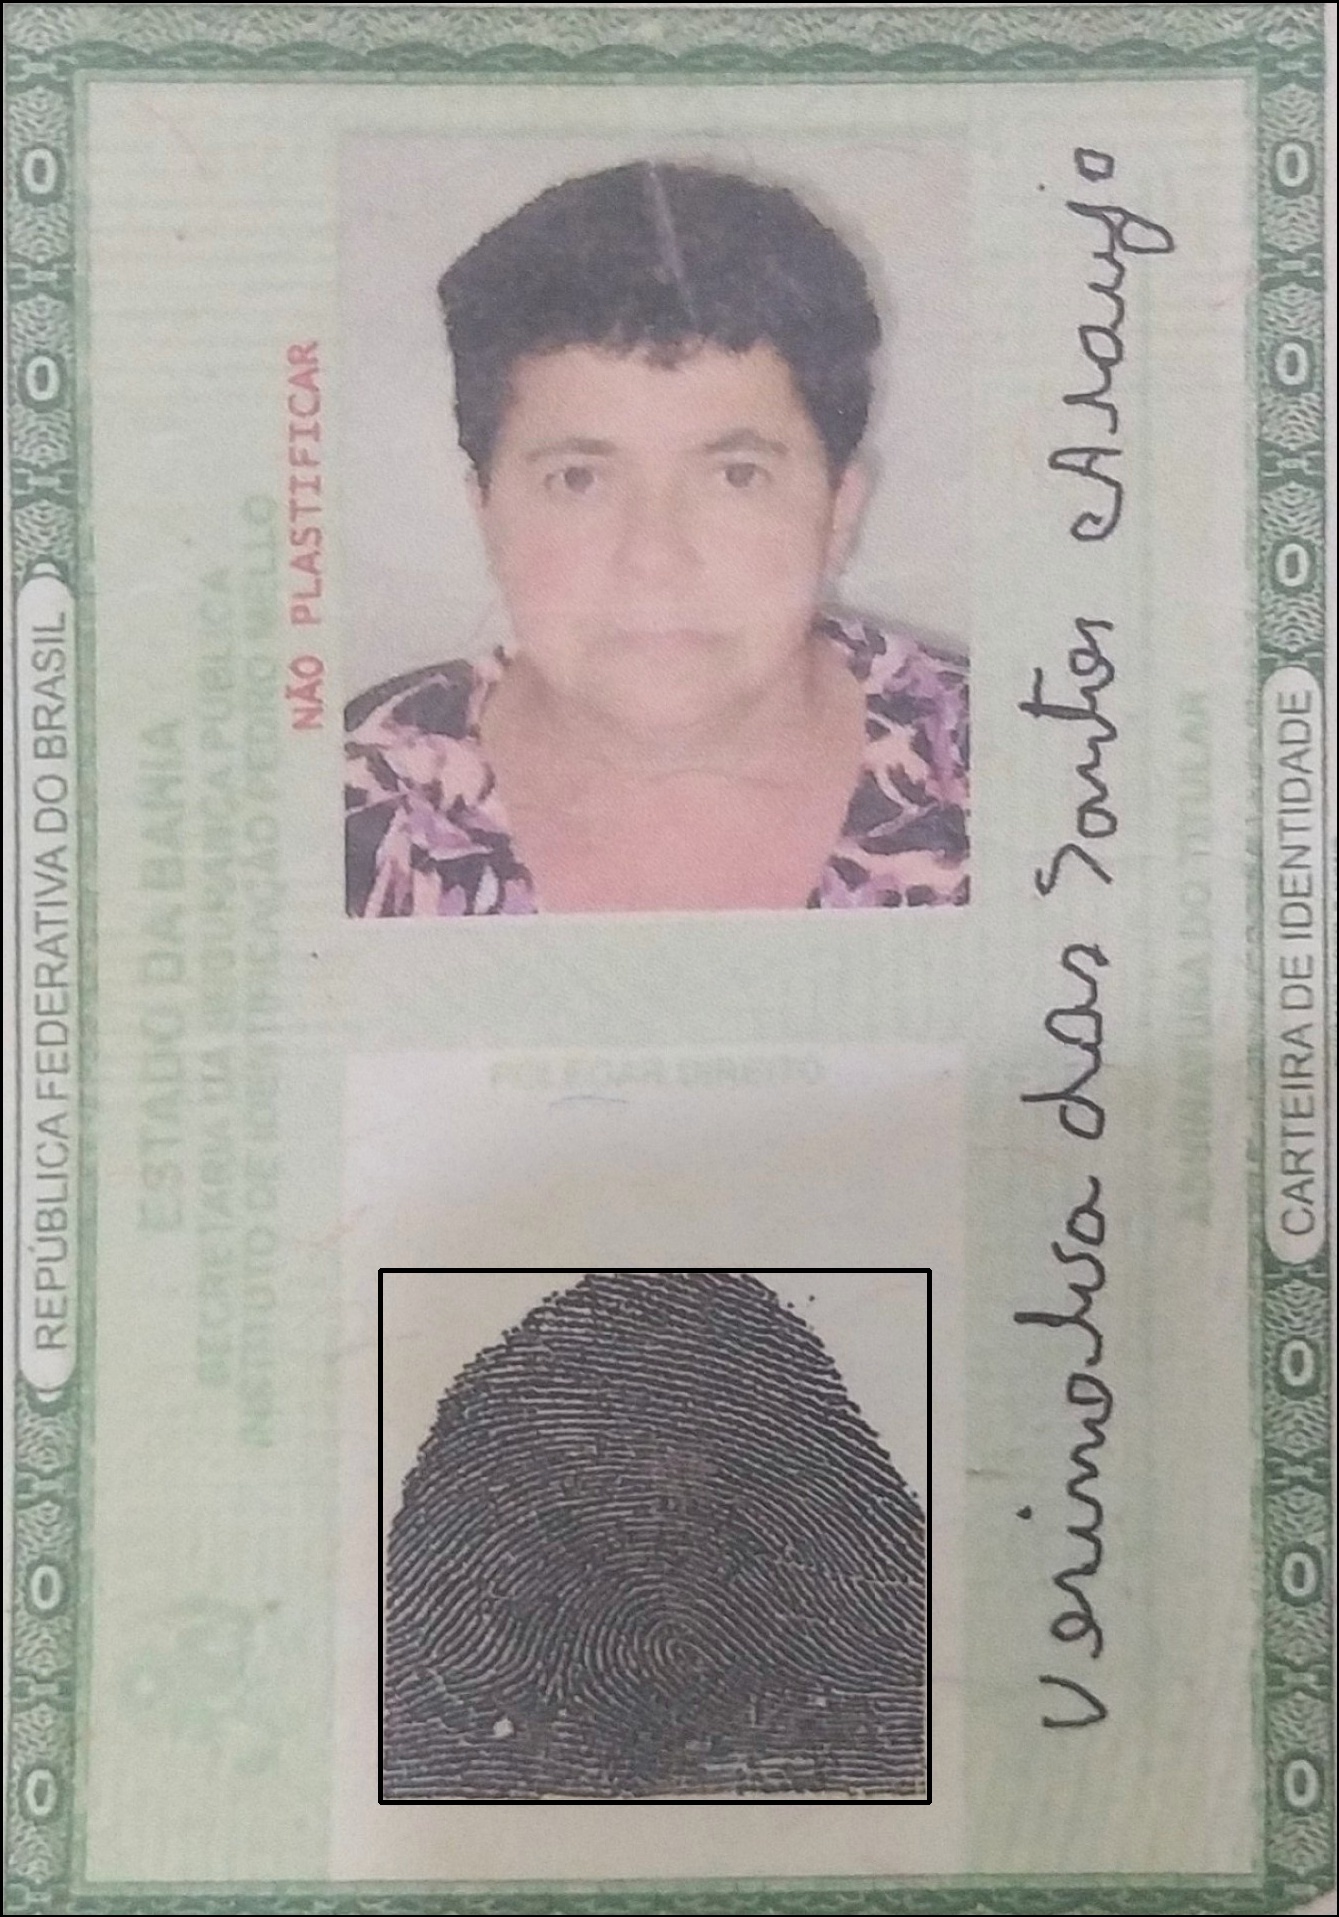 REPÚBLICA FEDERATIVA DO BRASIL
ESTADO DA BAHIA
SECRETARIA DA SEGURANÇA PÚBLICA
INSTITUTO DE IDENTIFICAÇÃO PEDRO MELLO
NÃO PLASTIFICAR
POLEGAR DIREITO
Verinalva dos Santos Araujo
ASSINATURA DO TITULAR
CARTEIRA DE IDENTIDADE